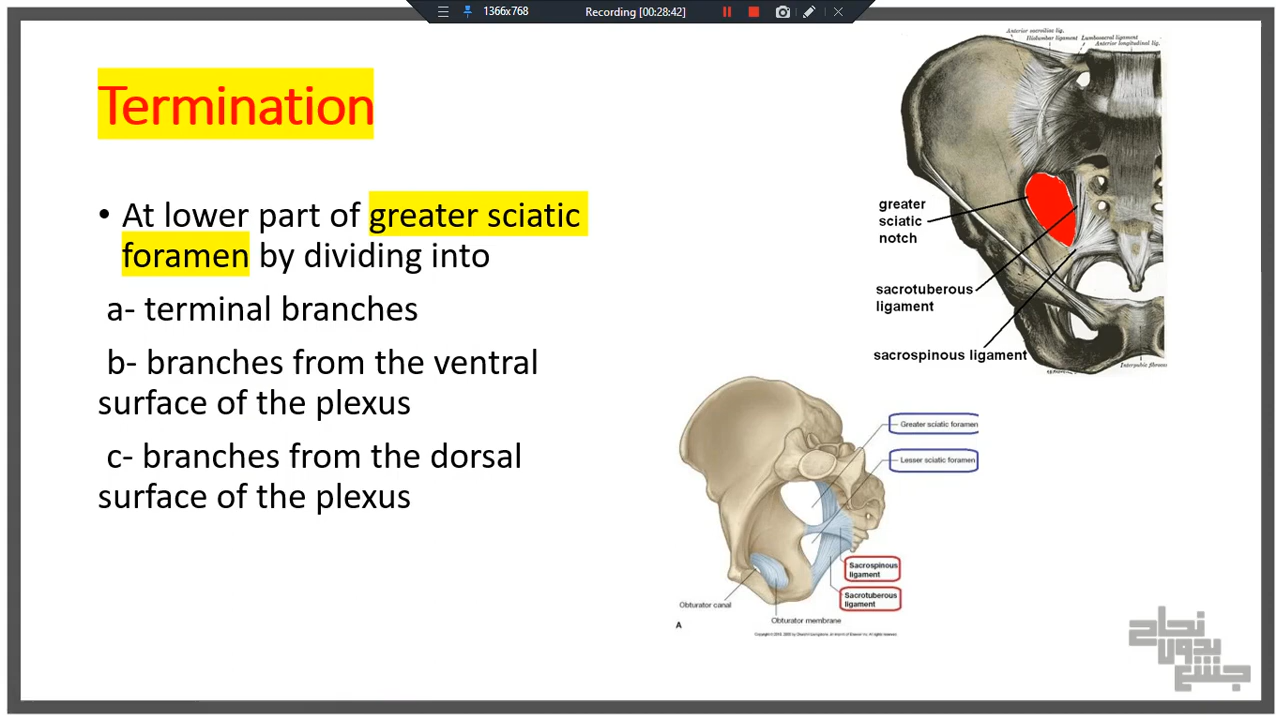 1366x768
Recording [00:28:42]
Termination
• At lower part of greater sciatic
foramen by dividing into
a- terminal branches
b- branches from the ventral
surface of the plexus
c- branches from the dorsal
surface of the plexus
Anterior sacroiliac lig.
Iliolumbar ligament
Lumbosacral ligament
Anterior longitudinal lig.
greater
sciatic
notch
sacrotuberous
ligament
sacrospinous ligament
Greater sciatic foramen
Lesser sciatic foramen
Sacrospinous
ligament
Sacrotuberous
ligament
Obturator canal
Obturator membrane
A
نجاح
بدون
جشع